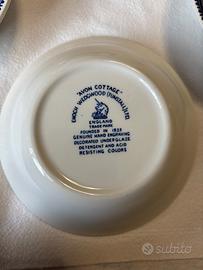 "AVON COTTAGE"
ENOCH WEDGWOOD (TUNSTALL) LTD
ENGLAND
TRADE MARK
FOUNDED IN 1835
GENUINE HAND ENGRAVING
DECORATED UNDERGLAZE
DETERGENT AND ACID
RESISTING COLORS
subito